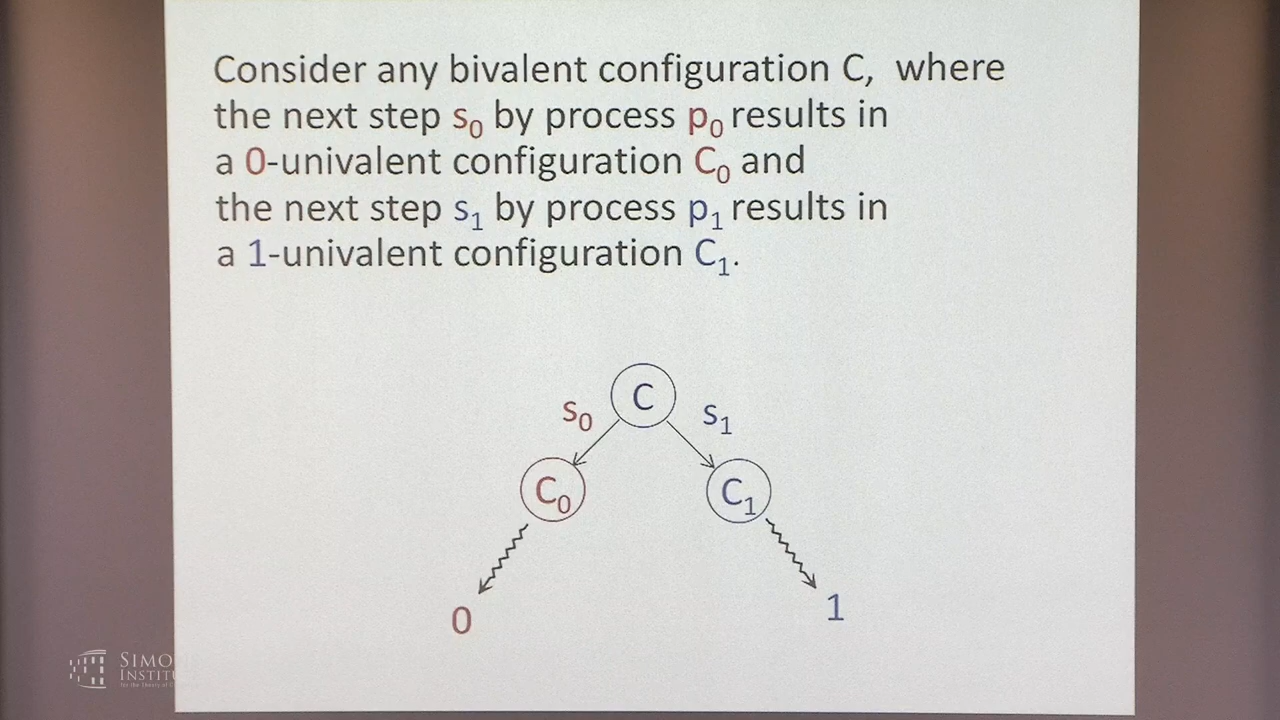 Consider any bivalent configuration C, where
the next step s₀ by process p₀ results in
a 0-univalent configuration C₀ and
the next step s₁ by process p₁ results in
a 1-univalent configuration C₁.
C
s₀ s₁
C₀ C₁
0 1